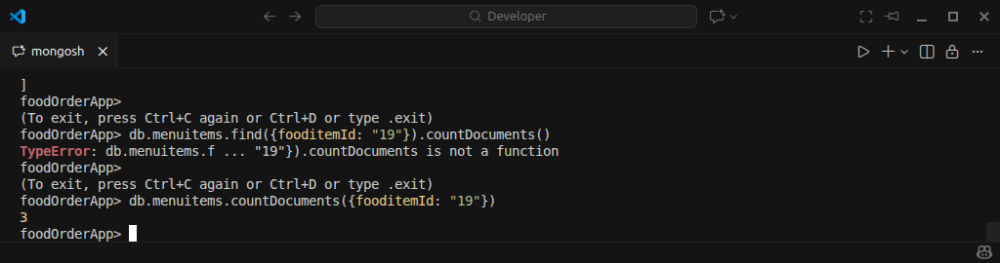 Developer
mongosh
]
foodOrderApp>
(To exit, press Ctrl+C again or Ctrl+D or type .exit)
foodOrderApp> db.menuitems.find({fooditemId: "19"}).countDocuments()
TypeError: db.menuitems.f ... "19"}).countDocuments is not a function
foodOrderApp>
(To exit, press Ctrl+C again or Ctrl+D or type .exit)
foodOrderApp> db.menuitems.countDocuments({fooditemId: "19"})
3
foodOrderApp>